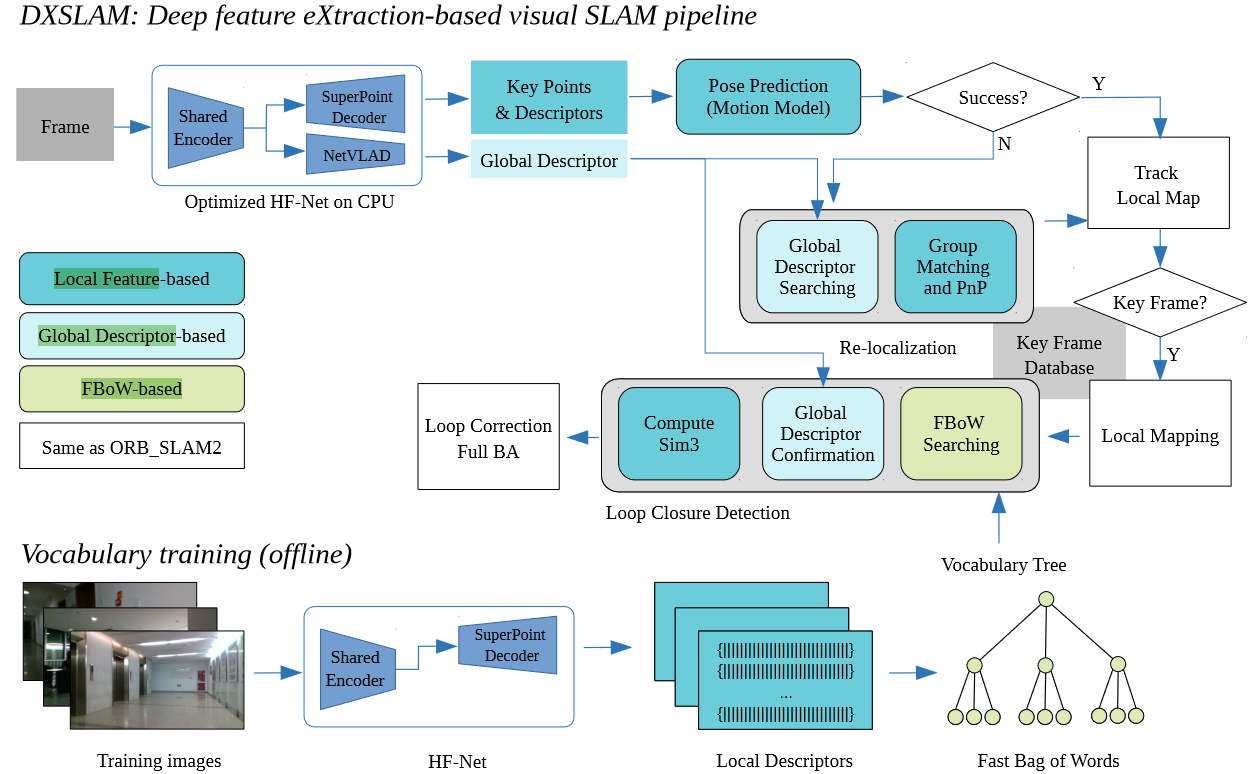 DXSLAM: Deep feature eXtraction-based visual SLAM pipeline
Frame
Shared
Encoder
SuperPoint
Decoder
NetVLAD
Optimized HF-Net on CPU
Key Points
& Descriptors
Global Descriptor
Pose Prediction
(Motion Model)
Success?
Y
N
Track
Local Map
Global
Descriptor
Searching
Group
Matching
and PnP
Re-localization
Key Frame?
Y
Key Frame
Database
Local Feature-based
Global Descriptor-based
FBoW-based
Same as ORB_SLAM2
Loop Correction
Full BA
Compute
Sim3
Global
Descriptor
Confirmation
FBoW
Searching
Local Mapping
Loop Closure Detection
Vocabulary training (offline)
Vocabulary Tree
Shared
Encoder
SuperPoint
Decoder
{||||||||||||||||||||||||||||||}
{||||||||||||||||||||||||||||||}
...
{||||||||||||||||||||||||||||||}
Training images
HF-Net
Local Descriptors
Fast Bag of Words